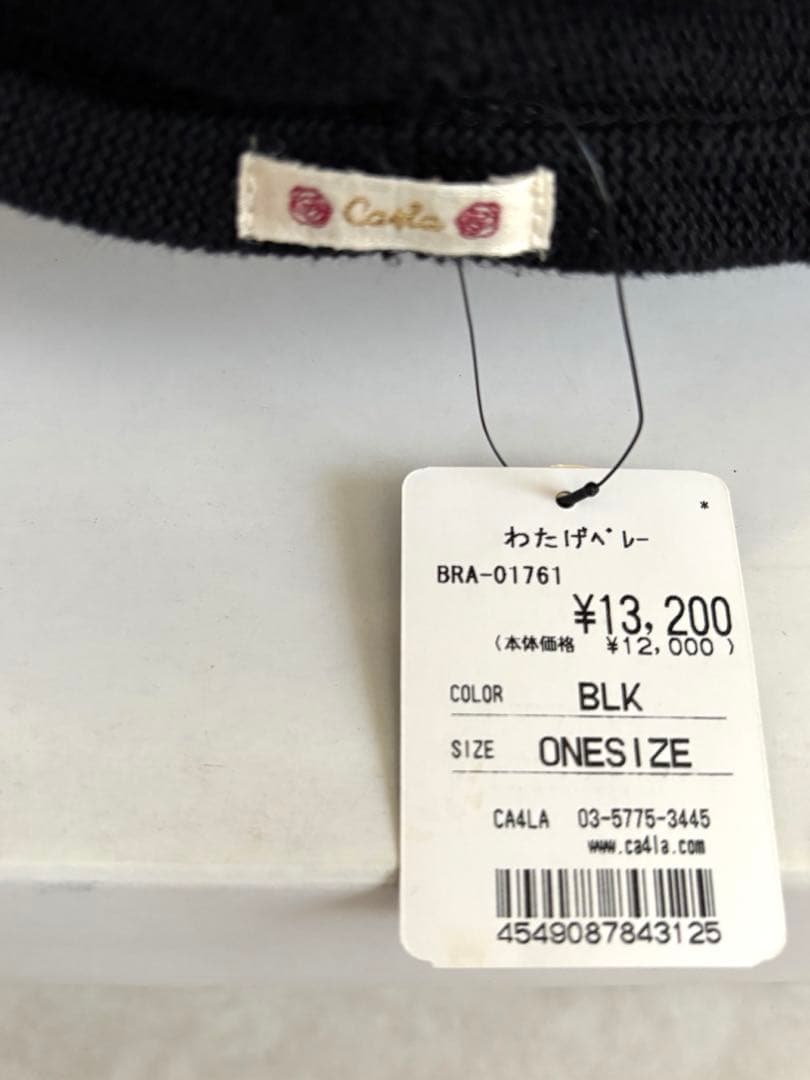 Ca4la
*
わたげﾍﾞﾚｰ
BRA-01761
¥13,200
(本体価格 ¥12,000 )
COLOR BLK
SIZE ONESIZE
CA4LA 03-5775-3445
www.ca4la.com
4549087843125